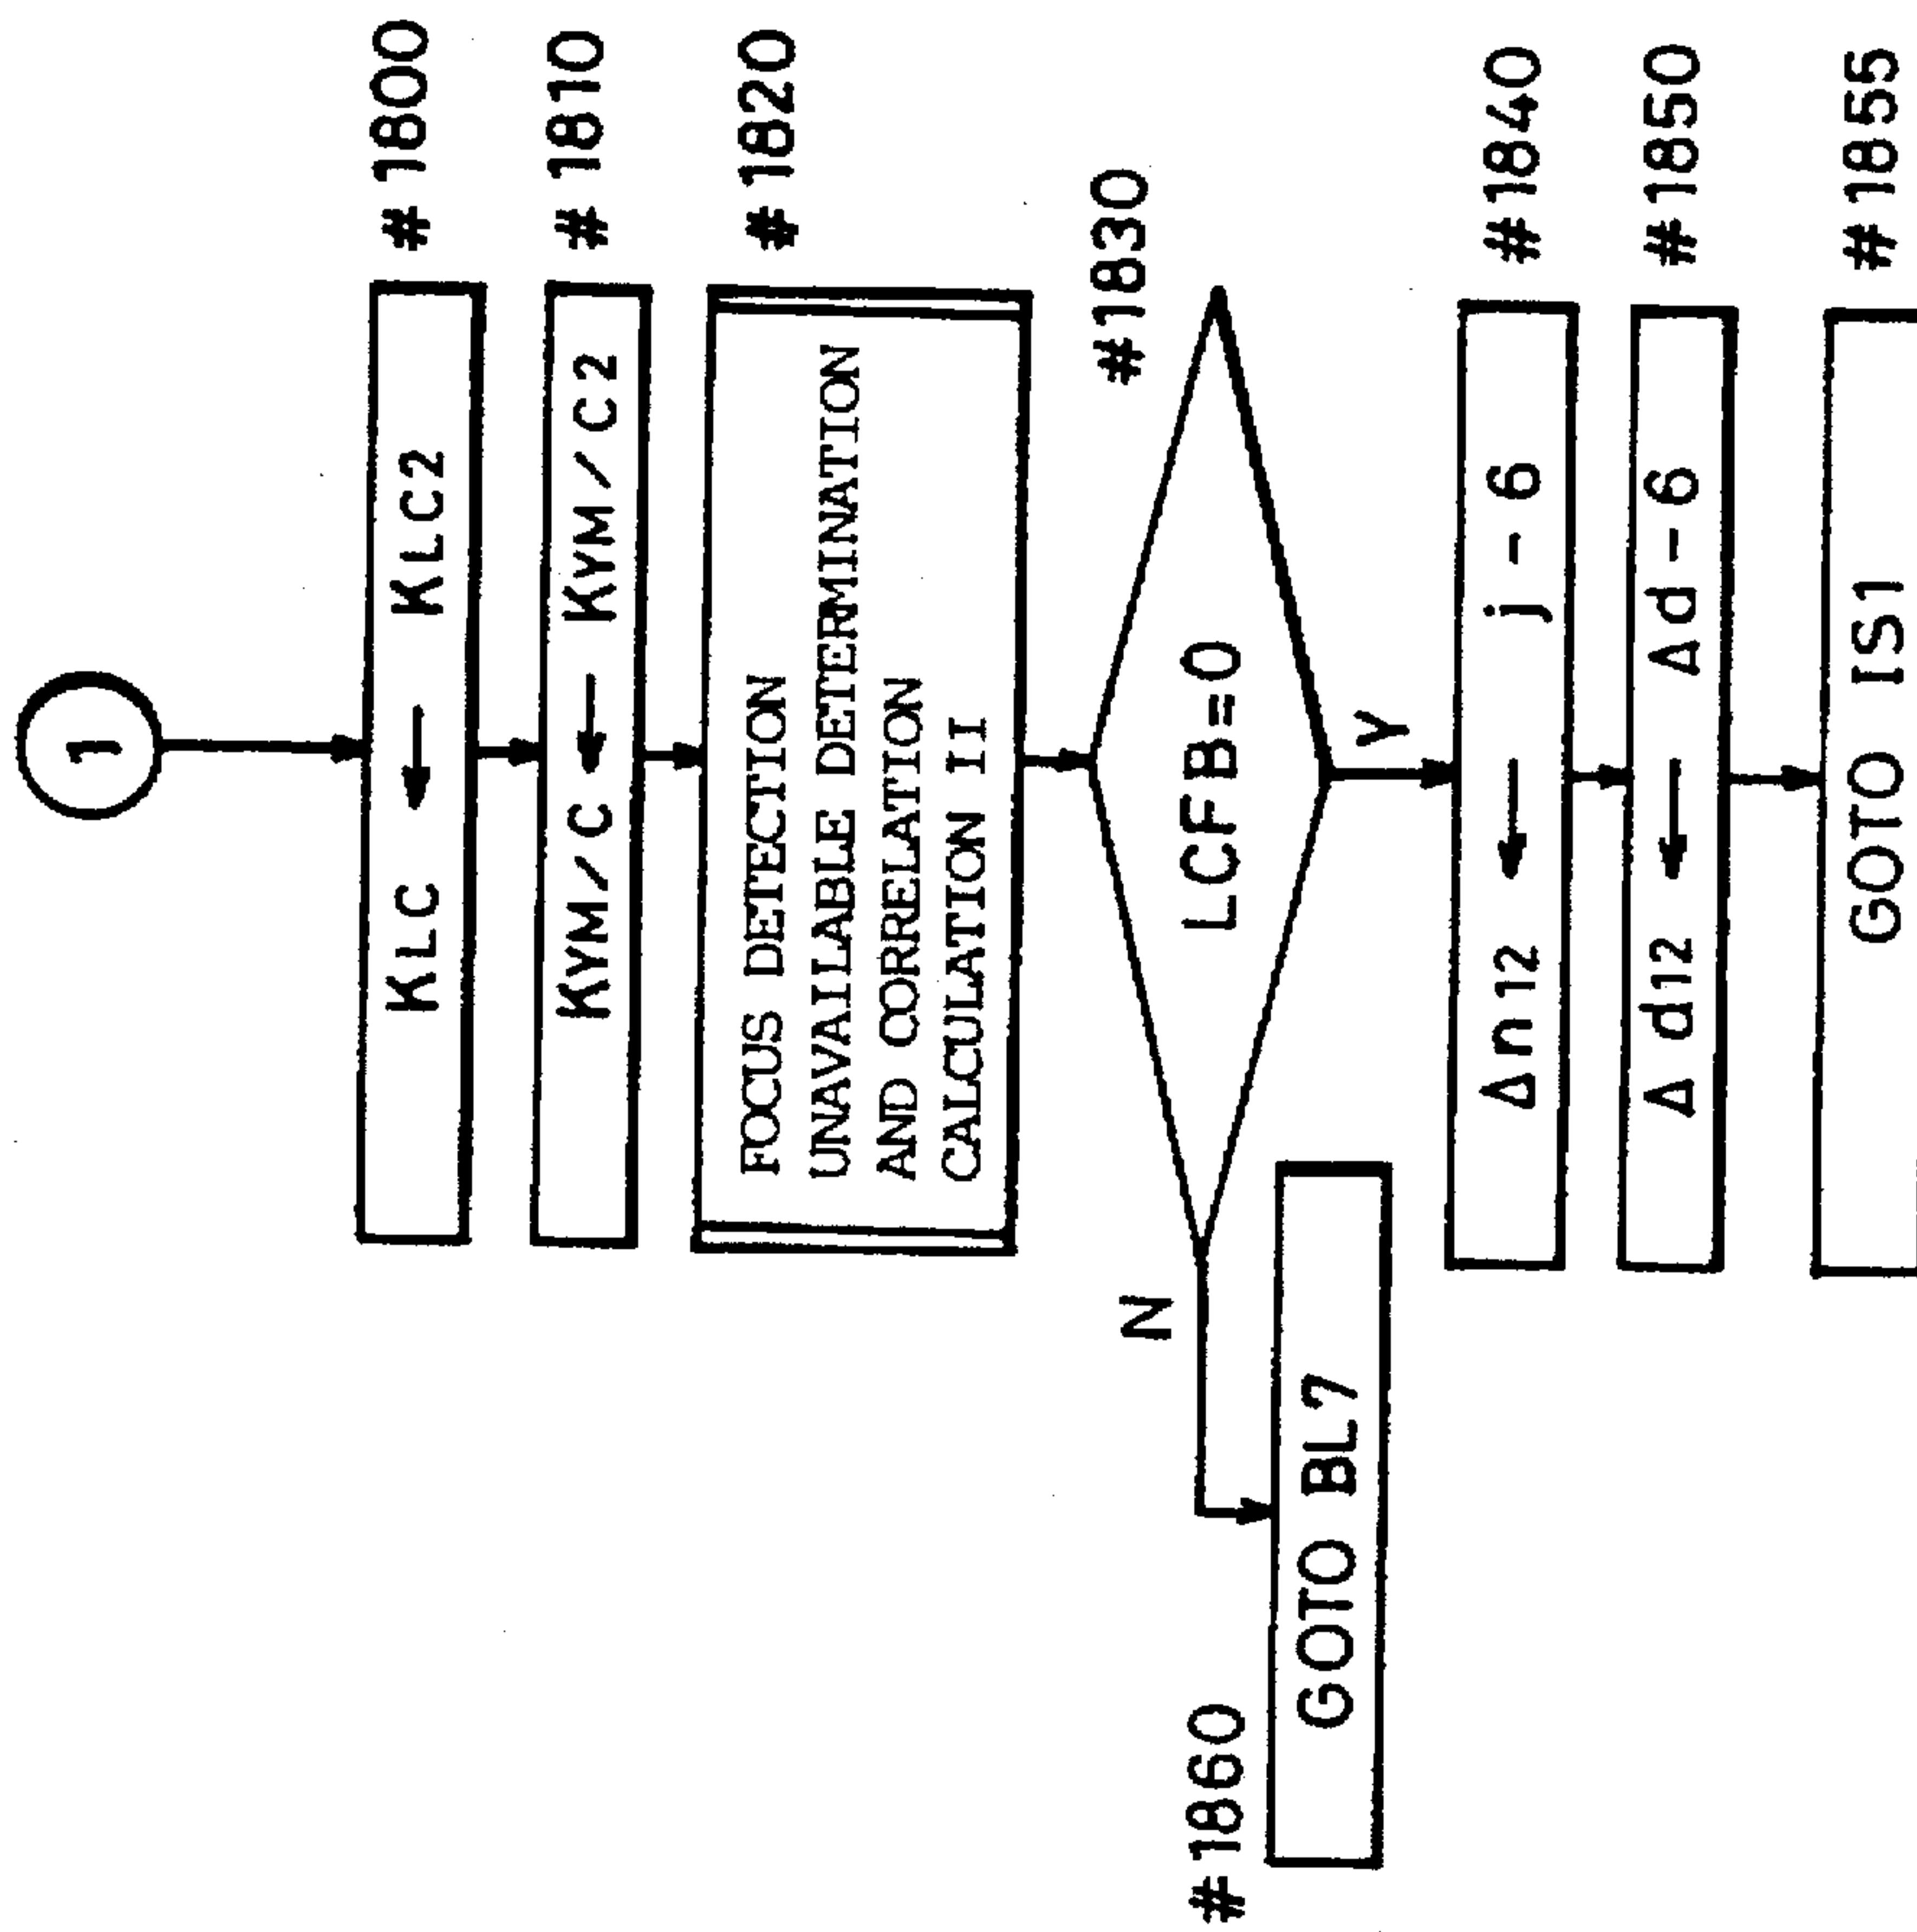 1
KLC ← KLC2 #1800
KYM/C ← KYM/C2 #1810
FOCUS DETECTION
UNAVAILABLE DETERMINATION
AND CORRELATION
CALCULATION III
#1820
#1830
LCFB=0
N
Y
#1860
GOTO BL7
Δn12 ← j-6 #1840
Δd12 ← Δd-6 #1850
GOTO IS1 #1855